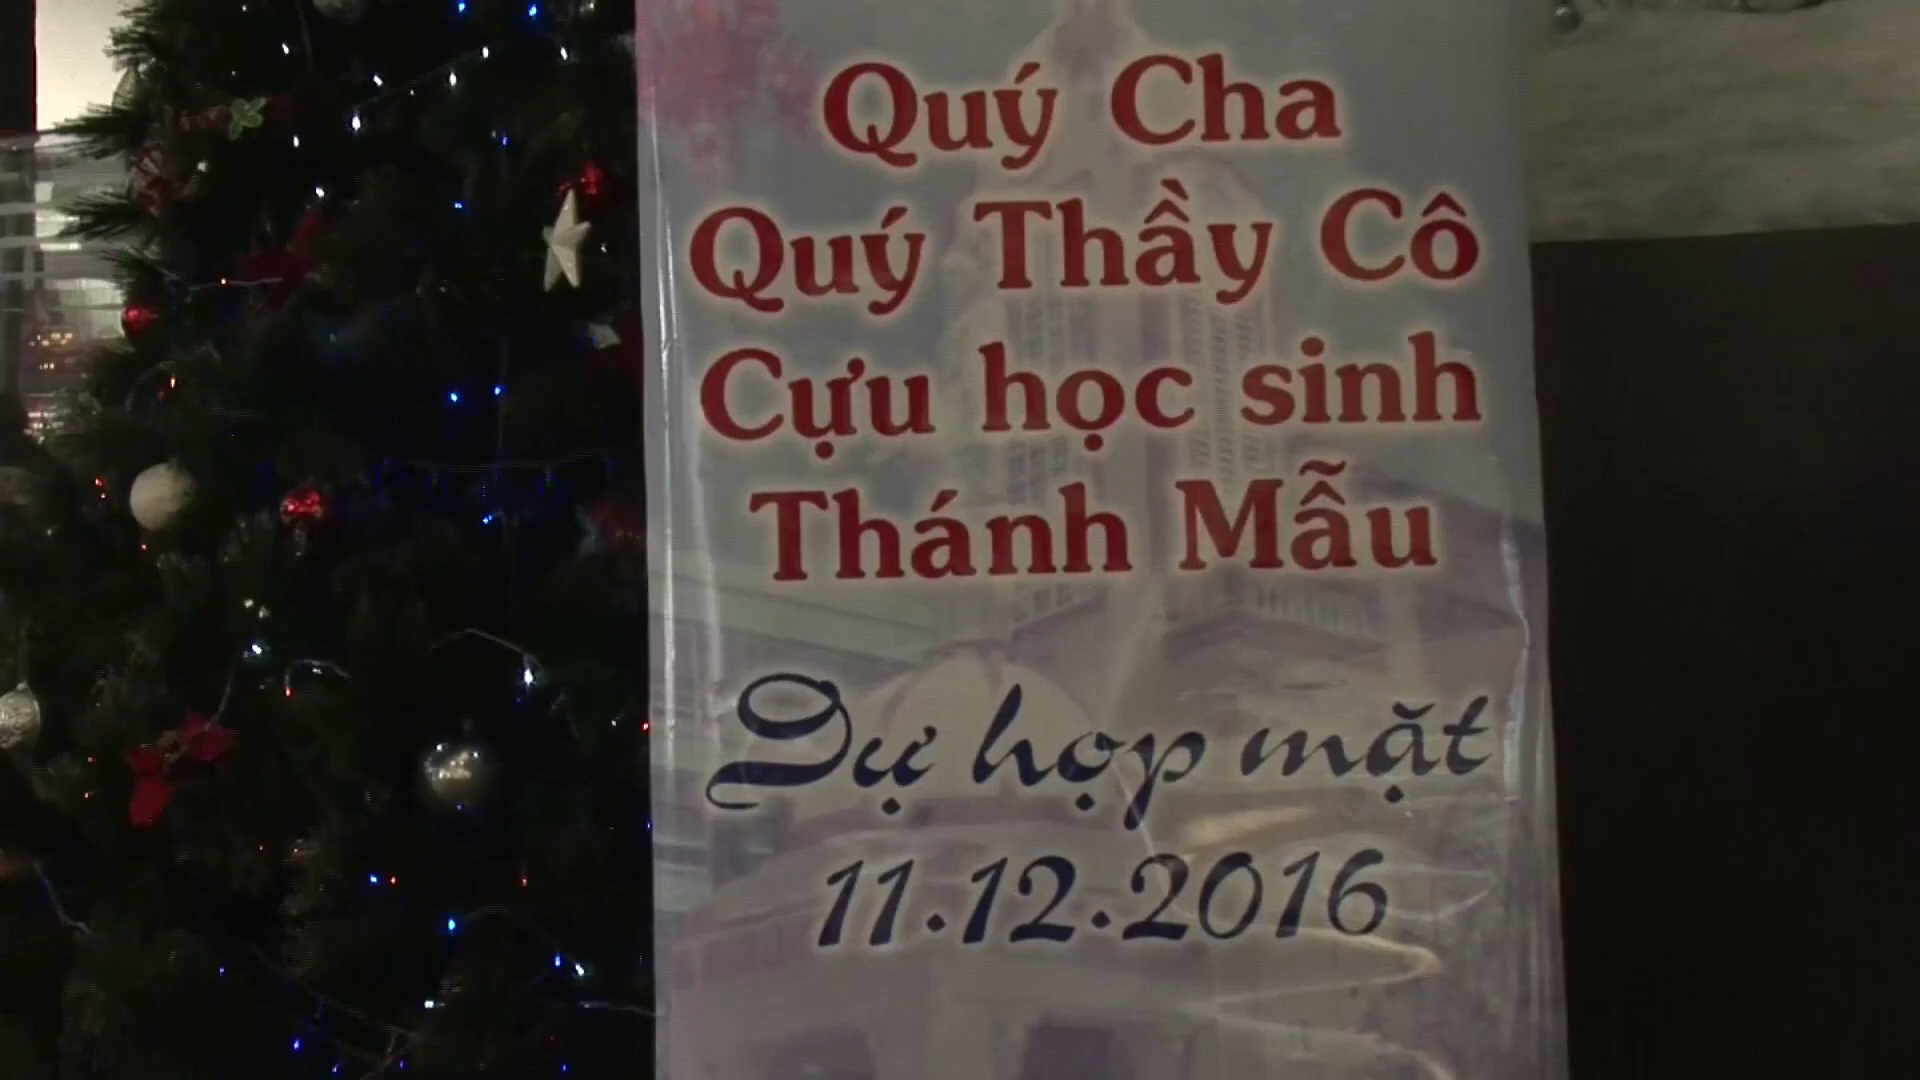 Quý Cha
Quý Thầy Cô
Cựu học sinh
Thánh Mẫu
Dự họp mặt
11.12.2016